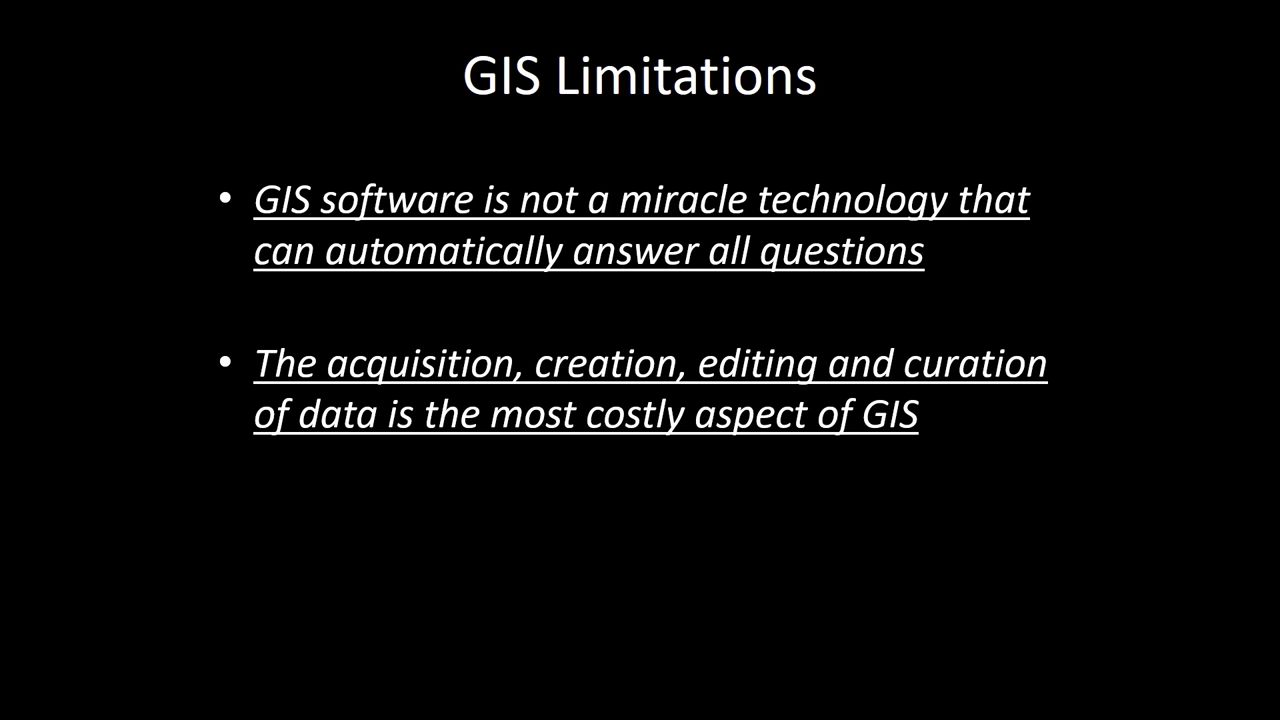 GIS Limitations
• GIS software is not a miracle technology that
can automatically answer all questions
• The acquisition, creation, editing and curation
of data is the most costly aspect of GIS